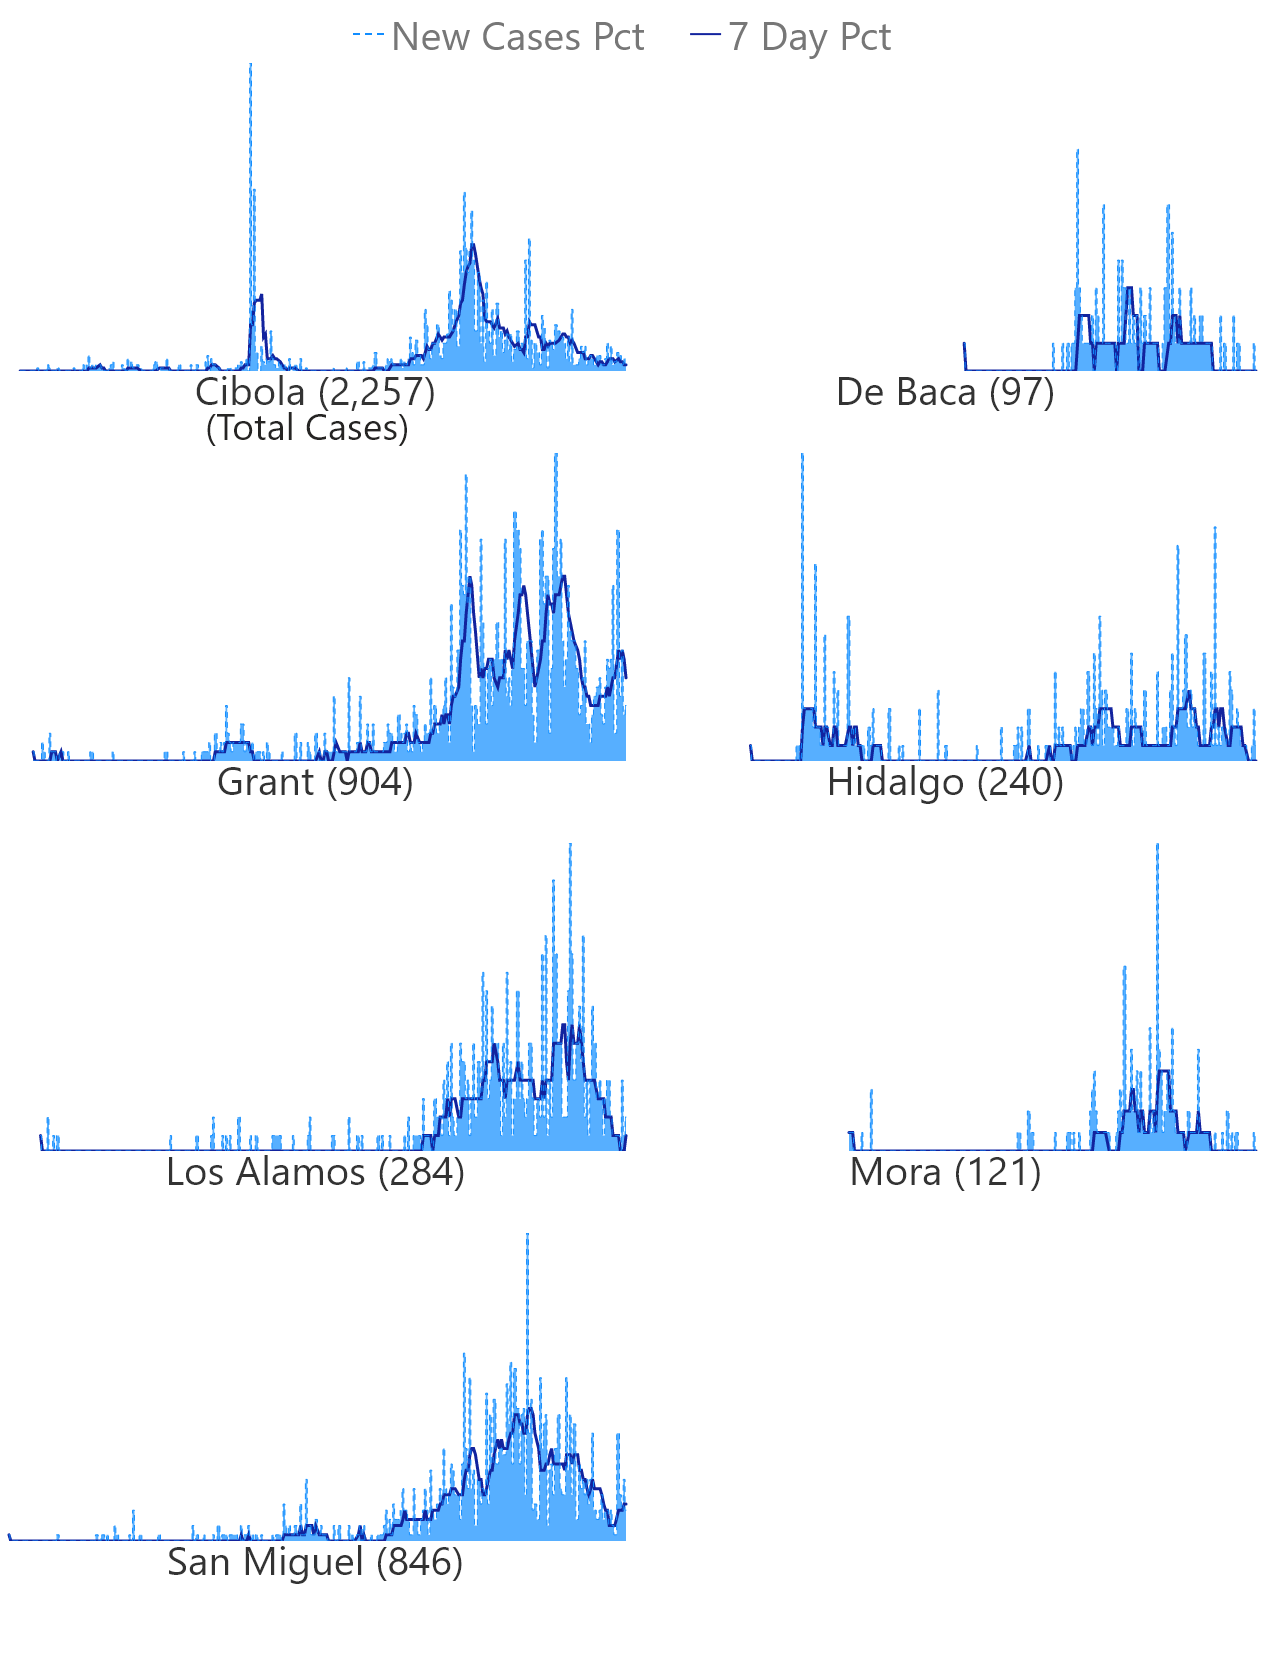 New Cases Pct 7 Day Pct
Cibola (2,257) De Baca (97)
(Total Cases)
Grant (904) Hidalgo (240)
Los Alamos (284) Mora (121)
San Miguel (846)